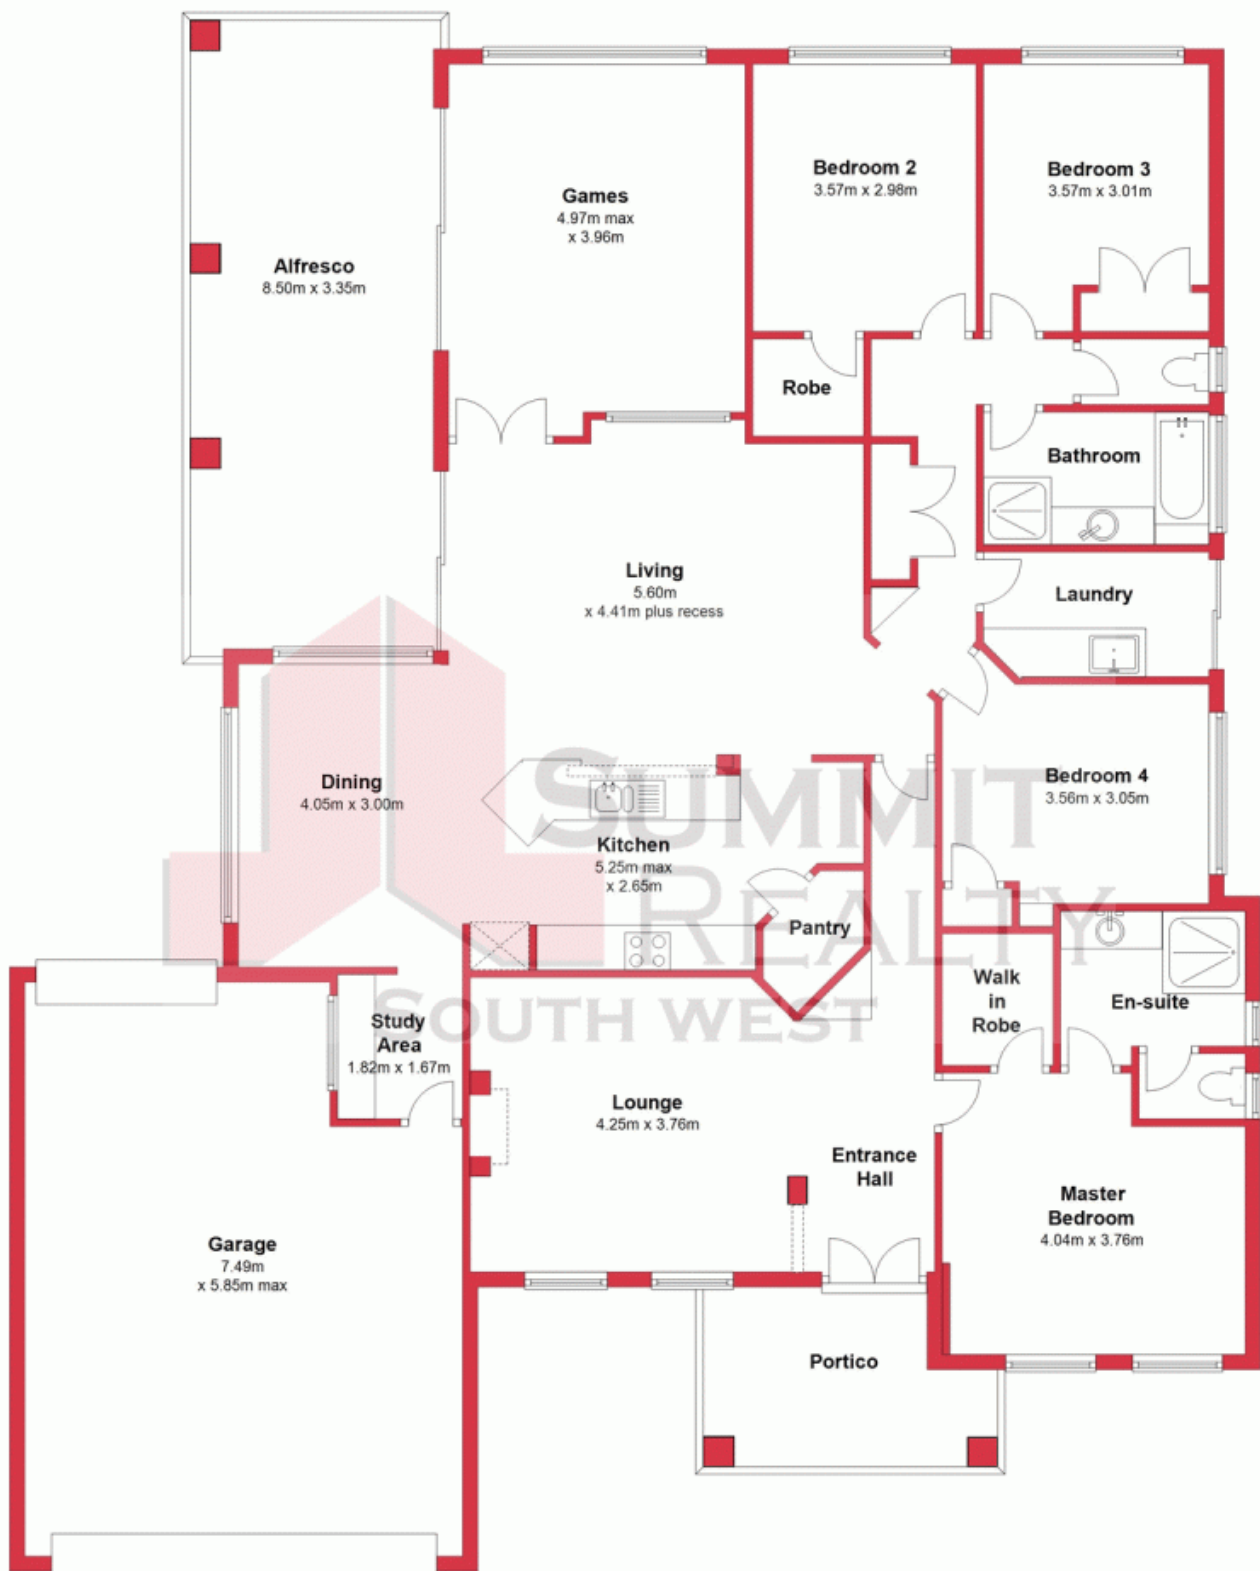 Games
4.97m max
x 3.96m
Bedroom 2
3.57m x 2.98m
Bedroom 3
3.57m x 3.01m
Alfresco
8.50m x 3.35m
Robe
Bathroom
Living
5.60m
x 4.41m plus recess
Laundry
Dining
4.05m x 3.00m
Kitchen
5.25m max
x 2.65m
Bedroom 4
3.56m x 3.05m
Pantry
Walk
in
Robe
En-suite
Study
Area
1.82m x 1.67m
Lounge
4.25m x 3.76m
Entrance
Hall
Master
Bedroom
4.04m x 3.76m
Garage
7.49m
x 5.85m max
Portico
SUMMIT
REALTY
SOUTH WEST